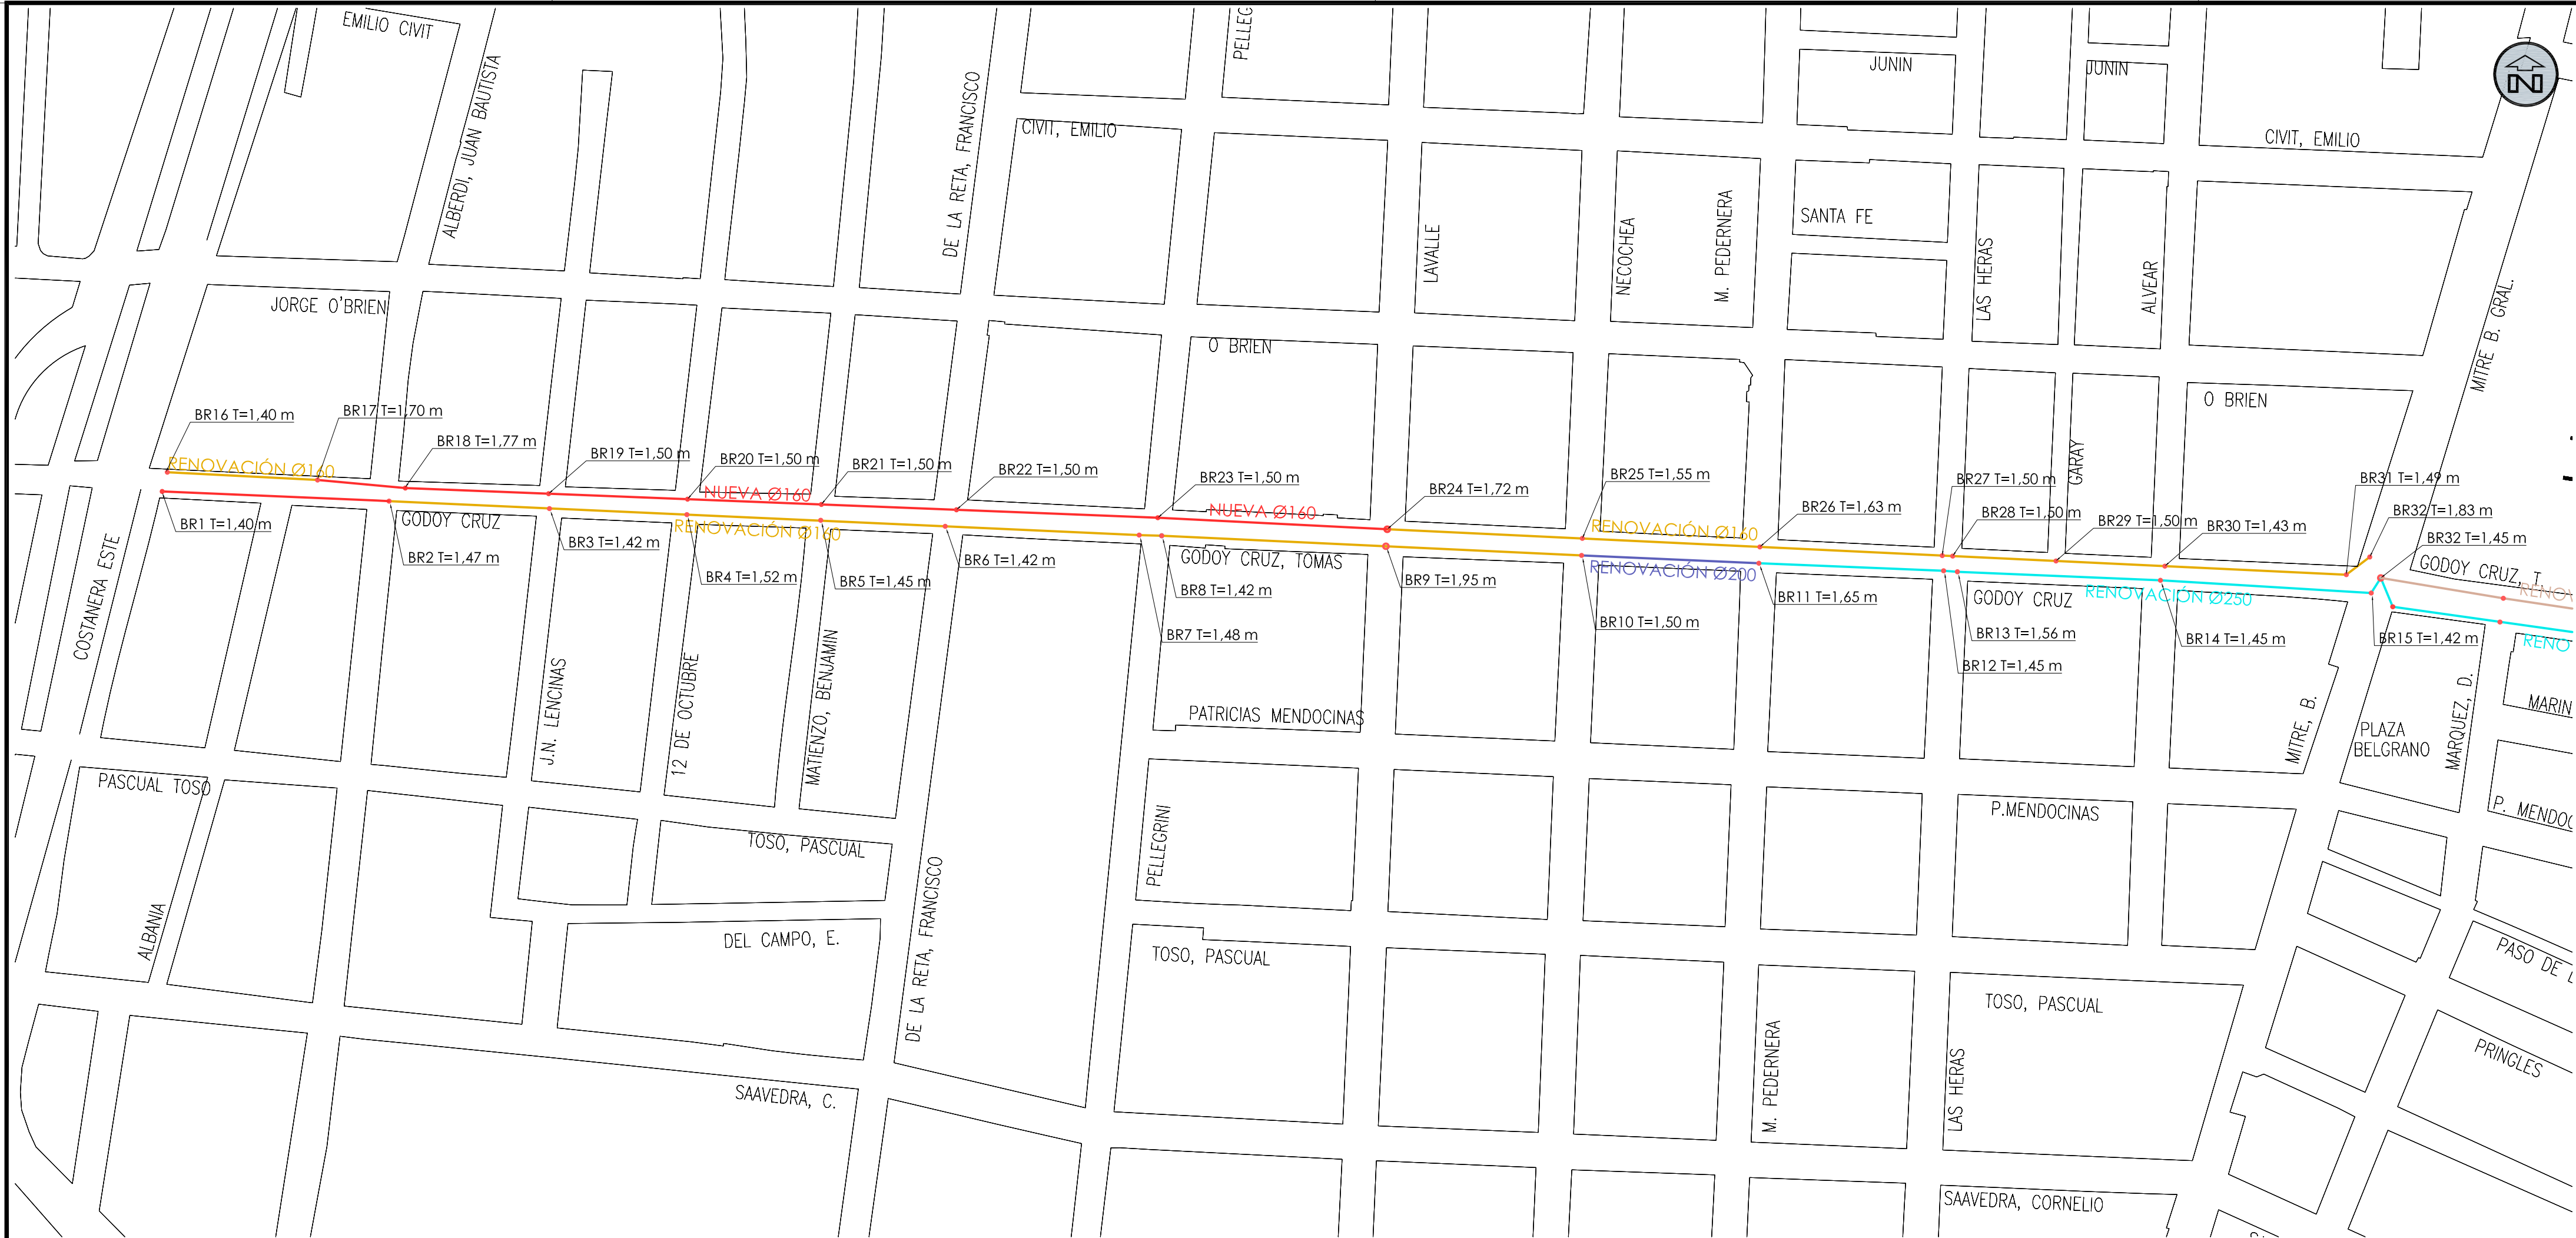 EMILIO CIVIT
ALBERDI, JUAN BAUTISTA
DE LA RETA, FRANCISCO
CIVIT, EMILIO
JUNIN
JUNIN
N
CIVIT, EMILIO
SANTA FE
LAVALLE
NECOCHEA
M. PEDERNERA
LAS HERAS
ALVEAR
MITRE B. GRAL.
JORGE O'BRIEN
O BRIEN
O BRIEN
GARAY
BR16 T=1,40 m
BR17 T=1,70 m
BR18 T=1,77 m
BR19 T=1,50 m
BR20 T=1,50 m
BR21 T=1,50 m
BR22 T=1,50 m
BR23 T=1,50 m
BR24 T=1,72 m
BR25 T=1,55 m
BR26 T=1,63 m
BR27 T=1,50 m
BR28 T=1,50 m
BR29 T=1,50 m
BR30 T=1,43 m
BR31 T=1,49 m
BR32 T=1,83 m
BR32 T=1,45 m
RENOVACIÓN Ø160
NUEVA Ø160
NUEVA Ø160
RENOVACIÓN Ø160
RENOVACIÓN Ø160
RENOVACIÓN Ø200
RENOVACIÓN Ø250
RENOV
RENO
GODOY CRUZ
GODOY CRUZ, TOMAS
GODOY CRUZ
GODOY CRUZ, T.
BR1 T=1,40 m
BR2 T=1,47 m
BR3 T=1,42 m
BR4 T=1,52 m
BR5 T=1,45 m
BR6 T=1,42 m
BR8 T=1,42 m
BR7 T=1,48 m
BR9 T=1,95 m
BR10 T=1,50 m
BR11 T=1,65 m
BR13 T=1,56 m
BR12 T=1,45 m
BR14 T=1,45 m
BR15 T=1,42 m
COSTANERA ESTE
J.N. LENCINAS
12 DE OCTUBRE
MATIENZO, BENJAMIN
PATRICIAS MENDOCINAS
MITRE, B.
PLAZA
BELGRANO
MARQUEZ, D.
MARIN
PASCUAL TOSO
TOSO, PASCUAL
PELLEGRINI
P.MENDOCINAS
P. MENDOC
ALBANIA
DEL CAMPO, E.
DE LA RETA, FRANCISCO
TOSO, PASCUAL
TOSO, PASCUAL
PASO DE L
PRINGLES
M. PEDERNERA
LAS HERAS
SAAVEDRA, C.
SAAVEDRA, CORNELIO
PELLEG